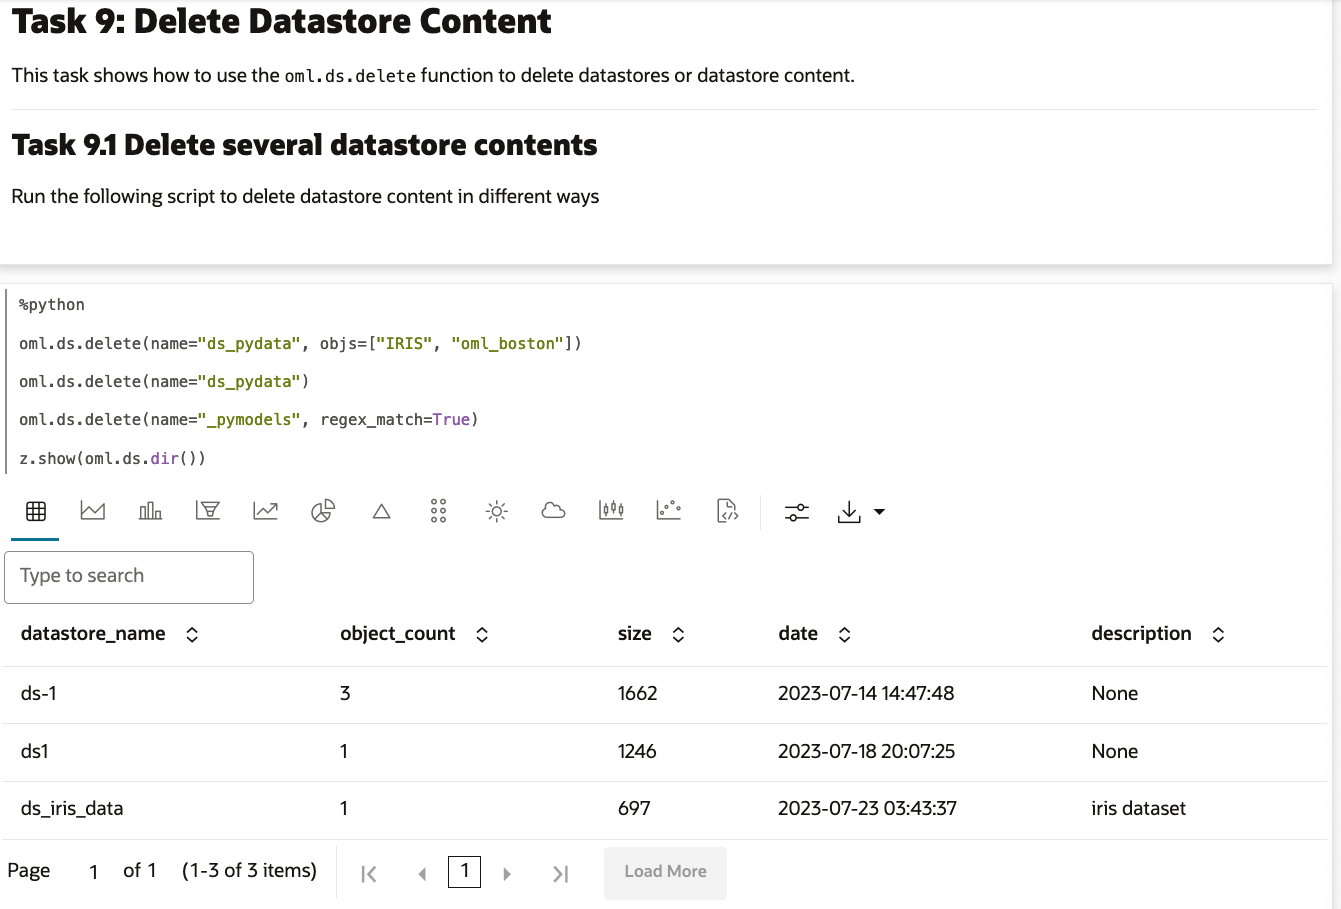 Task 9: Delete Datastore Content
This task shows how to use the oml.ds.delete function to delete datastores or datastore content.
Task 9.1 Delete several datastore contents
Run the following script to delete datastore content in different ways
%python
oml.ds.delete(name="ds_pydata", objs=["IRIS", "oml_boston"])
oml.ds.delete(name="ds_pydata")
oml.ds.delete(name="_pymodels", regex_match=True)
z.show(oml.ds.dir())
Type to search
datastore_name object_count size date description
ds-1 3 1662 2023-07-14 14:47:48 None
ds1 1 1246 2023-07-18 20:07:25 None
ds_iris_data 1 697 2023-07-23 03:43:37 iris dataset
Page 1 of 1 (1-3 of 3 items) 1 Load More